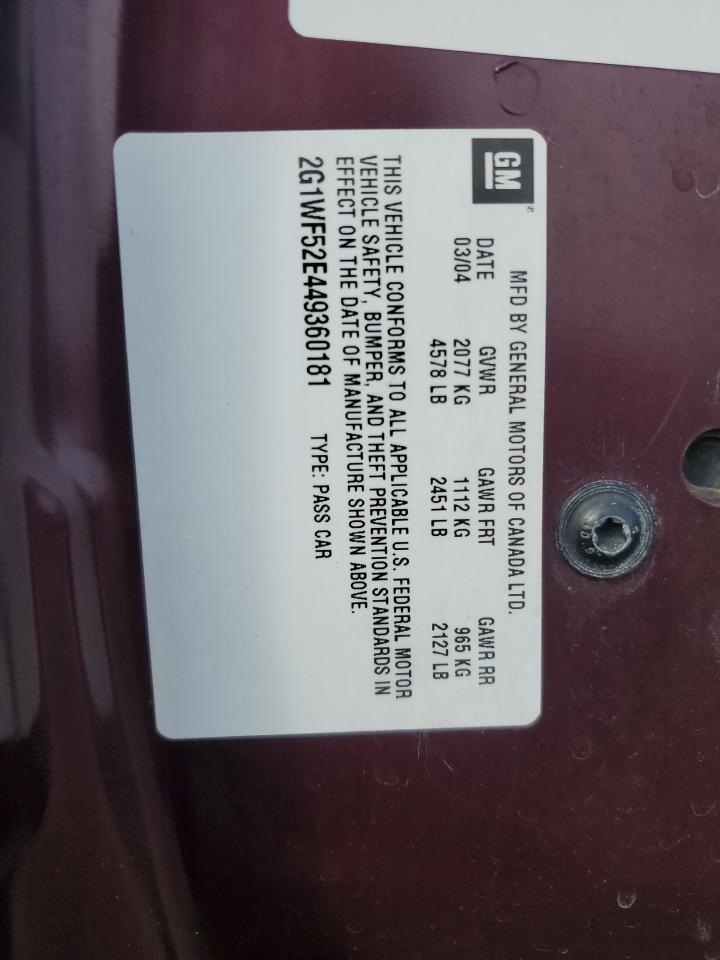 GM
MFD BY GENERAL MOTORS OF CANADA LTD.
DATE GVWR GAWR FRT GAWR RR
03/04 2077 KG 1112 KG 965 KG
4578 LB 2451 LB 2127 LB
THIS VEHICLE CONFORMS TO ALL APPLICABLE U.S. FEDERAL MOTOR
VEHICLE SAFETY, BUMPER, AND THEFT PREVENTION STANDARDS IN
EFFECT ON THE DATE OF MANUFACTURE SHOWN ABOVE.
2G1WF52E449360181 TYPE: PASS CAR